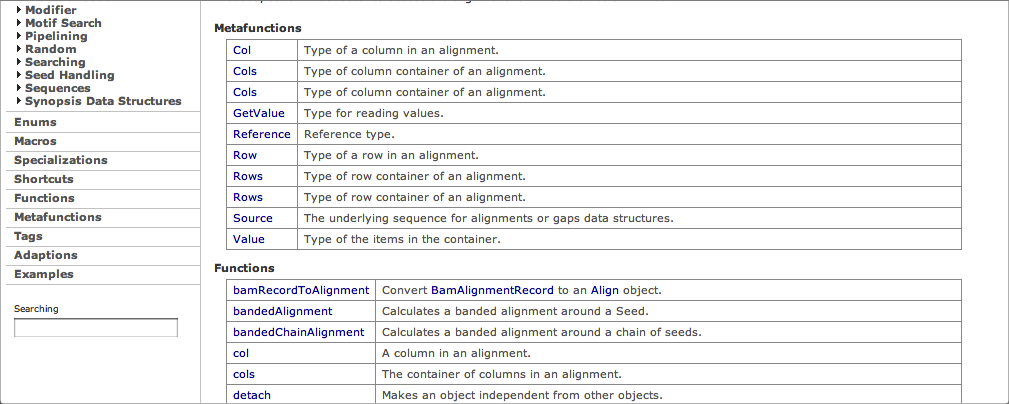 Modifier
Motif Search
Pipelining
Random
Searching
Seed Handling
Sequences
Synopsis Data Structures
Enums
Macros
Specializations
Shortcuts
Functions
Metafunctions
Tags
Adaptions
Examples
Searching
Metafunctions
Col Type of a column in an alignment.
Cols Type of column container of an alignment.
Cols Type of column container of an alignment.
GetValue Type for reading values.
Reference Reference type.
Row Type of a row in an alignment.
Rows Type of row container of an alignment.
Rows Type of row container of an alignment.
Source The underlying sequence for alignments or gaps data structures.
Value Type of the items in the container.
Functions
bamRecordToAlignment Convert BamAlignmentRecord to an Align object.
bandedAlignment Calculates a banded alignment around a Seed.
bandedChainAlignment Calculates a banded alignment around a chain of seeds.
col A column in an alignment.
cols The container of columns in an alignment.
detach Makes an object independent from other objects.